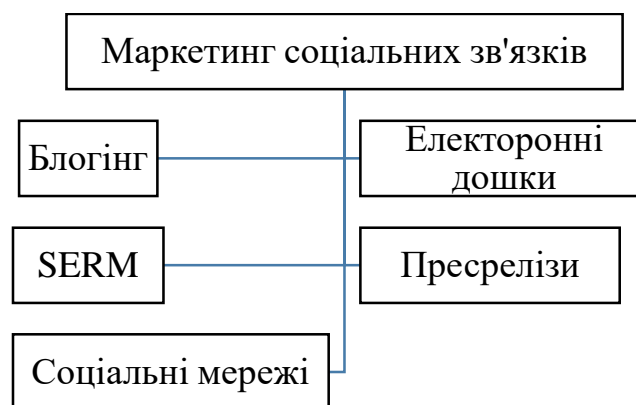 Маркетинг соціальних зв'язків
Блогінг
Електоронні
дошки
SERM
Пресрелізи
Соціальні мережі